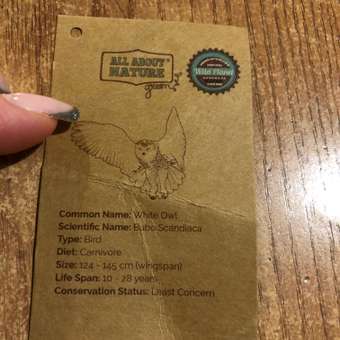 ALL ABOUT
NATURE
green
Wild Planet
Common Name: White Owl
Scientific Name: Bubo Scandiaca
Type: Bird
Diet: Carnivore
Size: 124 - 145 cm (wingspan)
Life Span: 10 - 28 years
Conservation Status: Least Concern